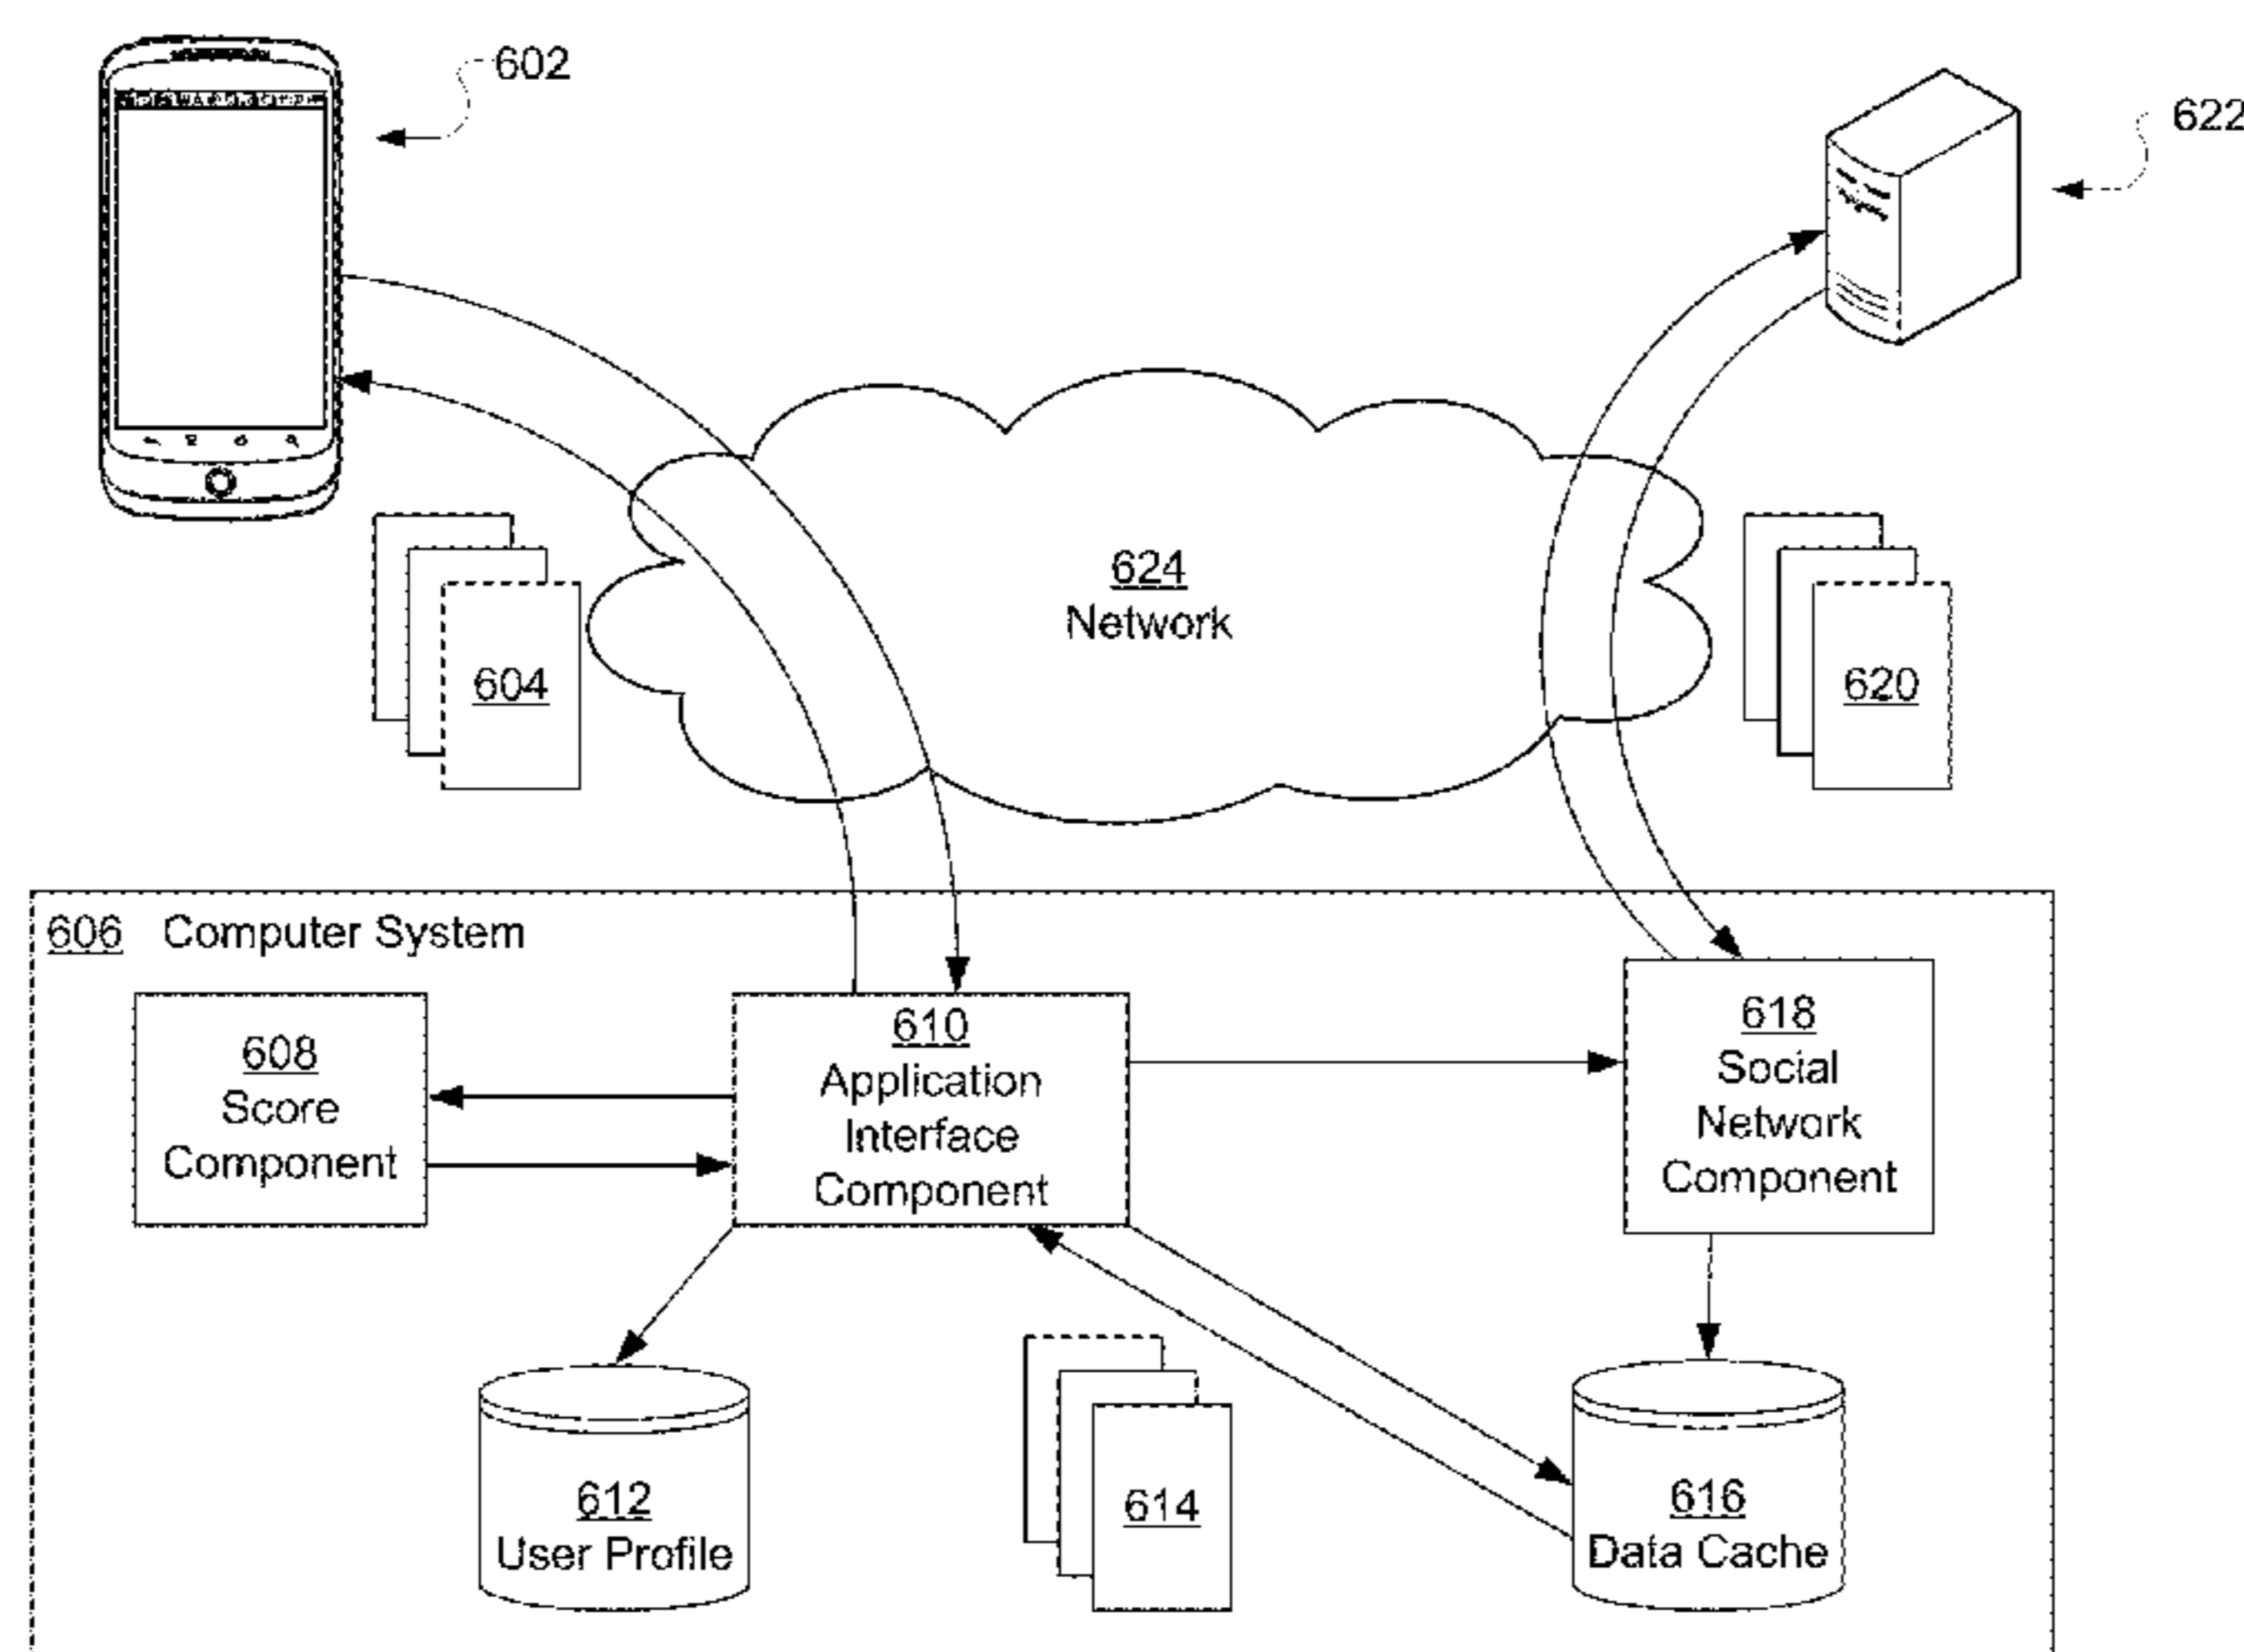 602
622
624
Network
604
620
606 Computer System
608
Score
Component
610
Application
Interface
Component
618
Social
Network
Component
612
User Profile
614
616
Data Cache